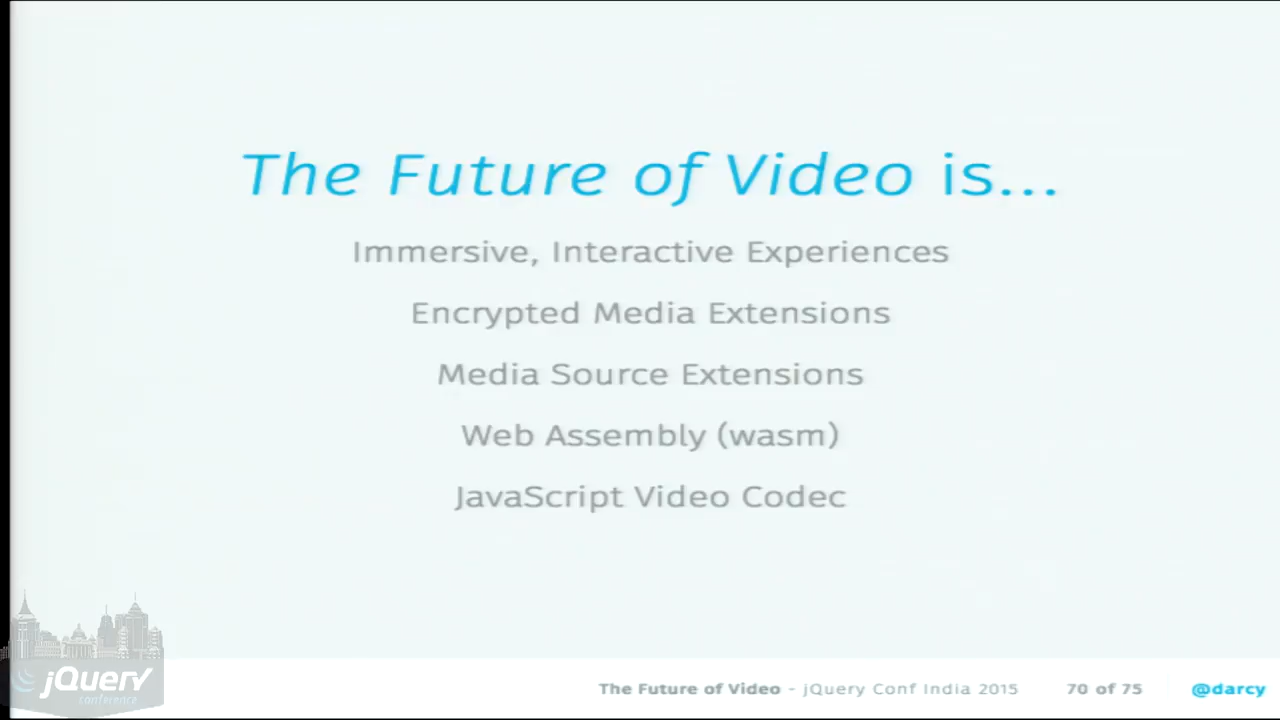 The Future of Video is...
Immersive, Interactive Experiences
Encrypted Media Extensions
Media Source Extensions
Web Assembly (wasm)
JavaScript Video Codec
jQuery
conference
The Future of Video - jQuery Conf India 2015 70 of 75 @darcy